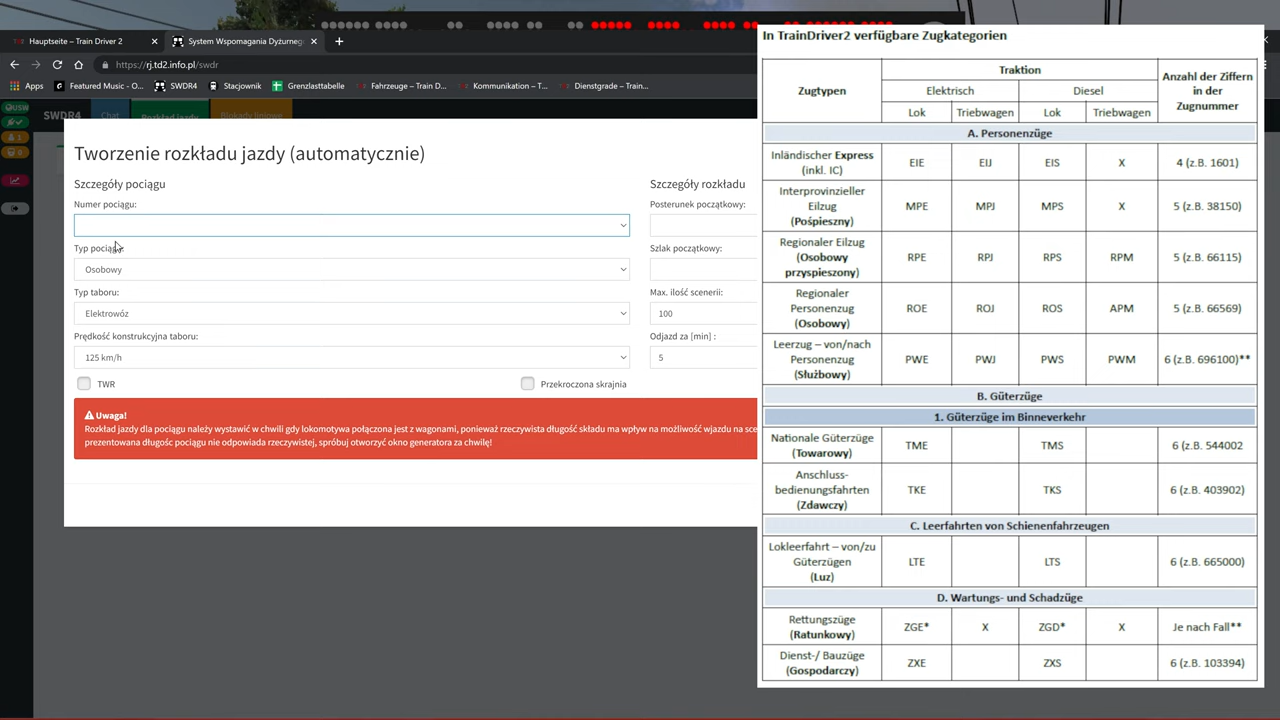 Hauptseite – Train Driver 2
System Wspomagania Dyżurneg
https://rj.td2.info.pl/swdr
Apps
Featured Music - O...
SWDR4
Stacjownik
Grenzlasttabelle
Fahrzeuge – Train D...
Kommunikation – T...
Dienstgrade – Train...
USW
1
0
SWDR4
Chat
Rozkład jazdy
Blokady liniowe
Tworzenie rozkładu jazdy (automatycznie)
Szczegóły pociągu
Numer pociągu:
Typ pociągu:
Osobowy
Typ taboru:
Elektrowóz
Prędkość konstrukcyjna taboru:
125 km/h
TWR
Przekroczona skrajnia
Szczegóły rozkładu
Posterunek początkowy:
Szlak początkowy:
Max. ilość scenerii:
100
Odjazd za [min] :
5
Uwaga!
Rozkład jazdy dla pociągu należy wystawić w chwili gdy lokomotywa połączona jest z wagonami, ponieważ rzeczywista długość składu ma wpływ na możliwość wjazdu na sce
prezentowana długośc pociągu nie odpowiada rzeczywistej, spróbuj otworzyć okno generatora za chwilę!
In TrainDriver2 verfügbare Zugkategorien
Zugtypen
Traktion
Elektrisch
Diesel
Lok
Triebwagen
Lok
Triebwagen
Anzahl der Ziffern
in der
Zugnummer
A. Personenzüge
Inländischer Express
(inkl. IC)
EIE
EIJ
EIS
X
4 (z.B. 1601)
Interprovinzieller
Eilzug
(Pośpieszny)
MPE
MPJ
MPS
X
5 (z.B. 38150)
Regionaler Eilzug
(Osobowy
przyspieszony)
RPE
RPJ
RPS
RPM
5 (z.B. 66115)
Regionaler
Personenzug
(Osobowy)
ROE
ROJ
ROS
APM
5 (z.B. 66569)
Leerzug – von/nach
Personenzug
(Służbowy)
PWE
PWJ
PWS
PWM
6 (z.B. 696100)**
B. Güterzüge
1. Güterzüge im Binneverkehr
Nationale Güterzüge
(Towarowy)
TME
TMS
6 (z.B. 544002
Anschluss-
bedienungsfahrten
(Zdawczy)
TKE
TKS
6 (z.B. 403902)
C. Leerfahrten von Schienenfahrzeugen
Lokleerfahrt – von/zu
Güterzügen
(Luz)
LTE
LTS
6 (z.B. 665000)
D. Wartungs- und Schadzüge
Rettungszüge
(Ratunkowy)
ZGE*
X
ZGD*
X
Je nach Fall**
Dienst-/ Bauzüge
(Gospodarczy)
ZXE
ZXS
6 (z.B. 103394)